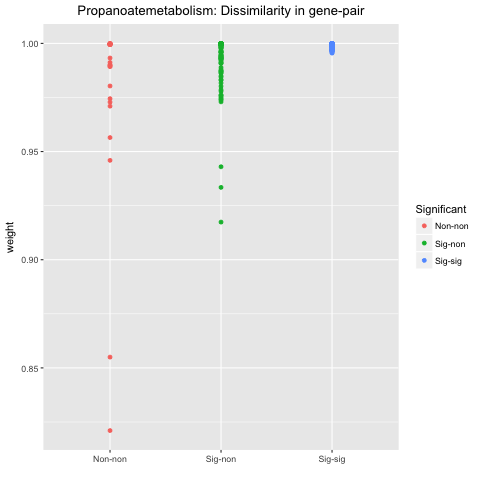 Propanoatemetabolism: Dissimilarity in gene-pair
1.00
0.95
0.90
0.85
weight
Non-non
Sig-non
Sig-sig
Significant
Non-non
Sig-non
Sig-sig